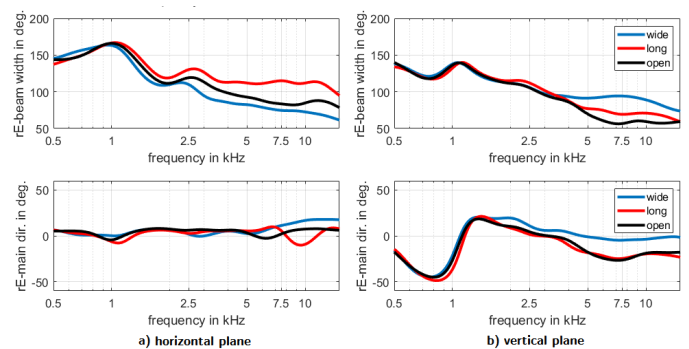 rE-beam width in deg.
200
150
100
50
0.5 1 2.5 5 7.5 10
frequency in kHz
rE-beam width in deg.
200
150
100
50
wide
long
open
0.5 1 2.5 5 7.5 10
frequency in kHz
rE-main dir. in deg.
50
0
-50
0.5 1 2.5 5 7.5 10
frequency in kHz
a) horizontal plane
rE-main dir. in deg.
50
0
-50
wide
long
open
0.5 1 2.5 5 7.5 10
frequency in kHz
b) vertical plane